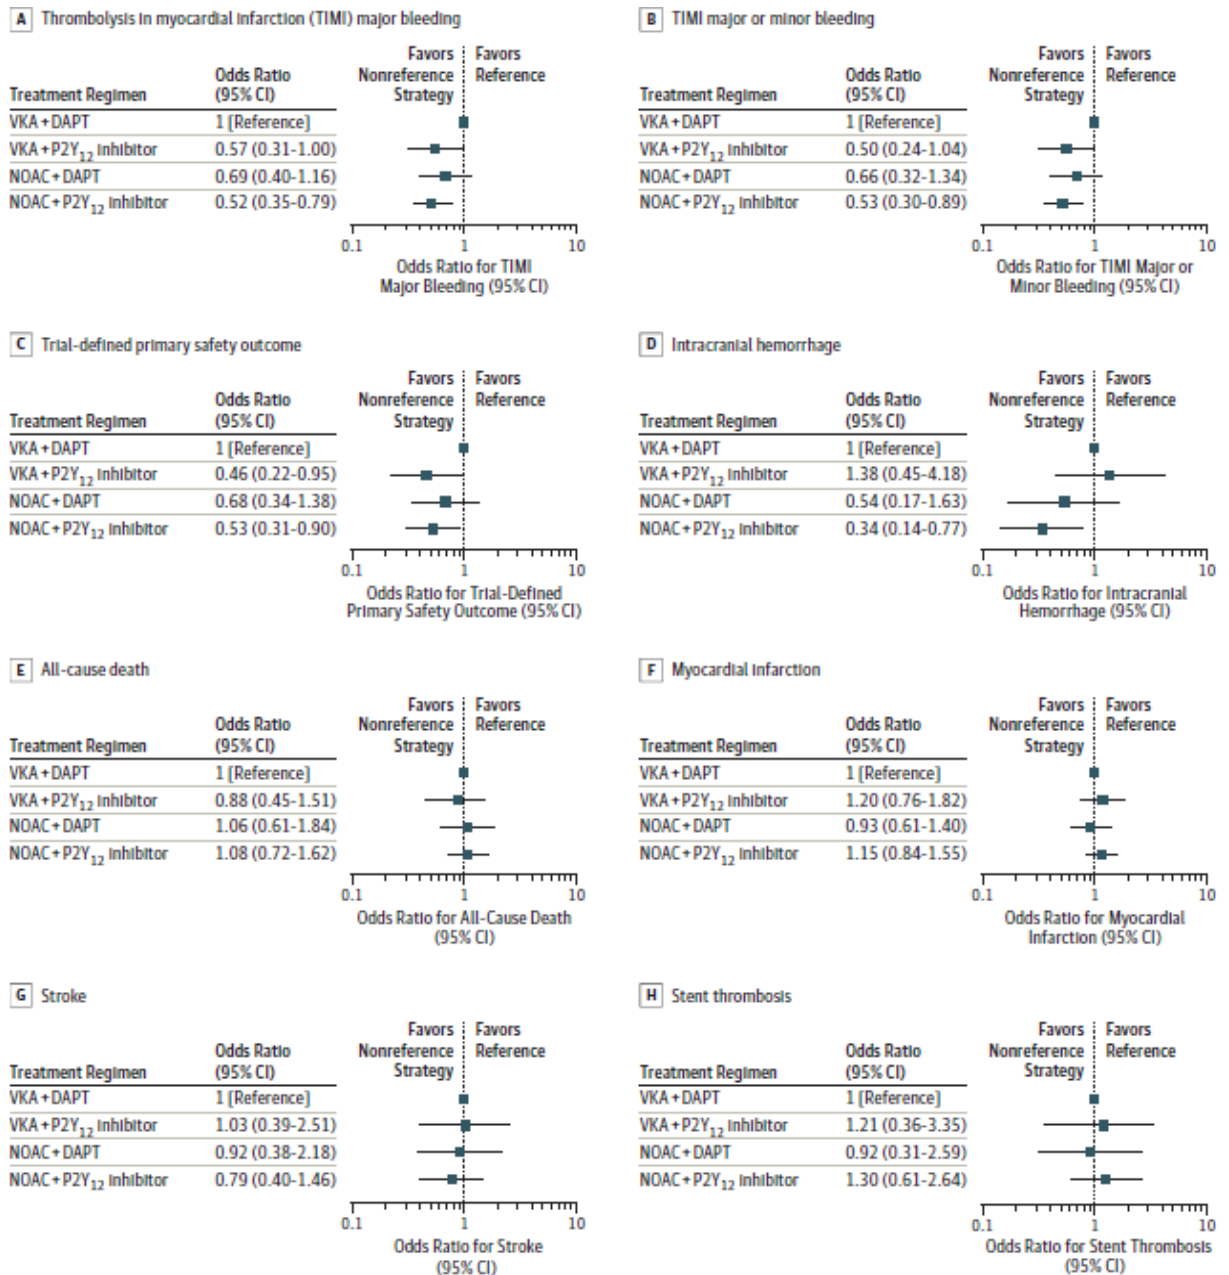 A Thrombolysis in myocardial infarction (TIMI) major bleeding
Favors Favors
Odds Ratio Nonreference Reference
Treatment Regimen (95% CI) Strategy
VKA + DAPT 1 [Reference]
VKA + P2Y12 inhibitor 0.57 (0.31-1.00)
NOAC + DAPT 0.69 (0.40-1.16)
NOAC + P2Y12 inhibitor 0.52 (0.35-0.79)
0.1 1 10
Odds Ratio for TIMI
Major Bleeding (95% CI)
B TIMI major or minor bleeding
Favors Favors
Odds Ratio Nonreference Reference
Treatment Regimen (95% CI) Strategy
VKA + DAPT 1 [Reference]
VKA + P2Y12 inhibitor 0.50 (0.24-1.04)
NOAC + DAPT 0.66 (0.32-1.34)
NOAC + P2Y12 inhibitor 0.53 (0.30-0.89)
0.1 1 10
Odds Ratio for TIMI Major or
Minor Bleeding (95% CI)
C Trial-defined primary safety outcome
Favors Favors
Odds Ratio Nonreference Reference
Treatment Regimen (95% CI) Strategy
VKA + DAPT 1 [Reference]
VKA + P2Y12 inhibitor 0.46 (0.22-0.95)
NOAC + DAPT 0.68 (0.34-1.38)
NOAC + P2Y12 inhibitor 0.53 (0.31-0.90)
0.1 1 10
Odds Ratio for Trial-Defined
Primary Safety Outcome (95% CI)
D Intracranial hemorrhage
Favors Favors
Odds Ratio Nonreference Reference
Treatment Regimen (95% CI) Strategy
VKA + DAPT 1 [Reference]
VKA + P2Y12 inhibitor 1.38 (0.45-4.18)
NOAC + DAPT 0.54 (0.17-1.63)
NOAC + P2Y12 inhibitor 0.34 (0.14-0.77)
0.1 1 10
Odds Ratio for Intracranial
Hemorrhage (95% CI)
E All-cause death
Favors Favors
Odds Ratio Nonreference Reference
Treatment Regimen (95% CI) Strategy
VKA + DAPT 1 [Reference]
VKA + P2Y12 inhibitor 0.88 (0.45-1.51)
NOAC + DAPT 1.06 (0.61-1.84)
NOAC + P2Y12 inhibitor 1.08 (0.72-1.62)
0.1 1 10
Odds Ratio for All-Cause Death
(95% CI)
F Myocardial infarction
Favors Favors
Odds Ratio Nonreference Reference
Treatment Regimen (95% CI) Strategy
VKA + DAPT 1 [Reference]
VKA + P2Y12 inhibitor 1.20 (0.76-1.82)
NOAC + DAPT 0.93 (0.61-1.40)
NOAC + P2Y12 inhibitor 1.15 (0.84-1.55)
0.1 1 10
Odds Ratio for Myocardial
Infarction (95% CI)
G Stroke
Favors Favors
Odds Ratio Nonreference Reference
Treatment Regimen (95% CI) Strategy
VKA + DAPT 1 [Reference]
VKA + P2Y12 inhibitor 1.03 (0.39-2.51)
NOAC + DAPT 0.92 (0.38-2.18)
NOAC + P2Y12 inhibitor 0.79 (0.40-1.46)
0.1 1 10
Odds Ratio for Stroke
(95% CI)
H Stent thrombosis
Favors Favors
Odds Ratio Nonreference Reference
Treatment Regimen (95% CI) Strategy
VKA + DAPT 1 [Reference]
VKA + P2Y12 inhibitor 1.21 (0.36-3.35)
NOAC + DAPT 0.92 (0.31-2.59)
NOAC + P2Y12 inhibitor 1.30 (0.61-2.64)
0.1 1 10
Odds Ratio for Stent Thrombosis
(95% CI)